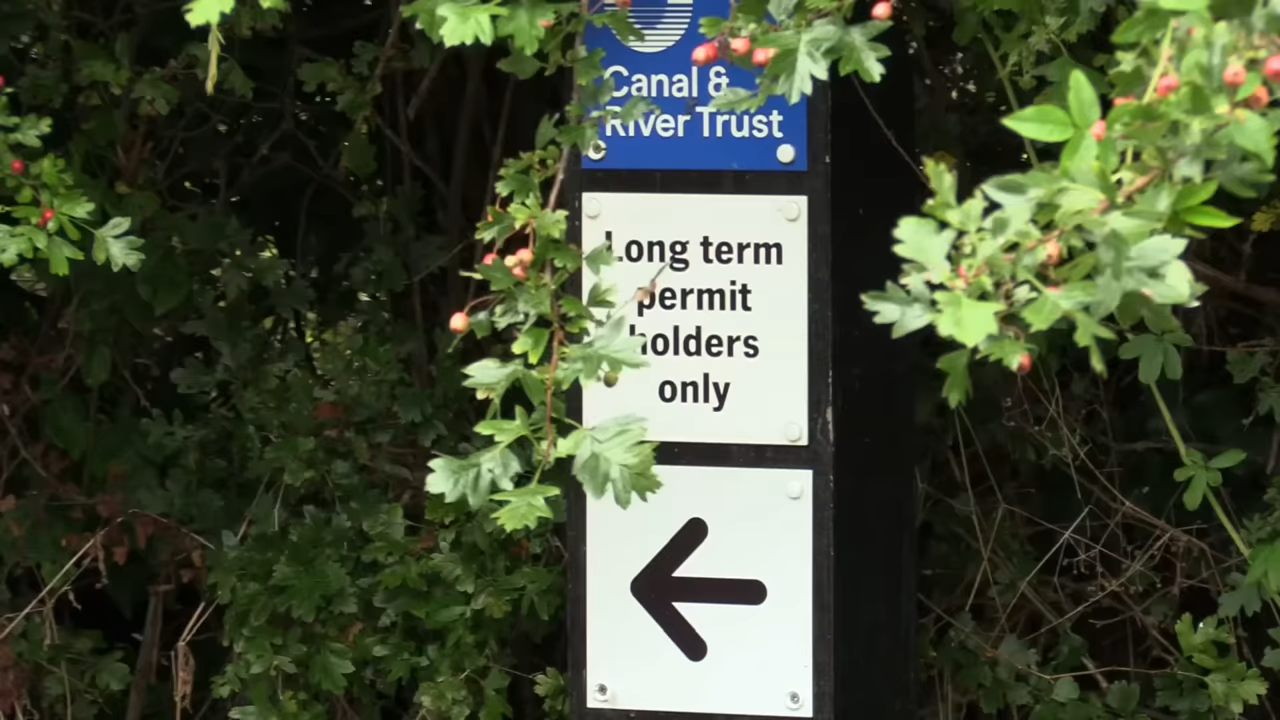 Canal &
River Trust
Long term
permit
holders
only